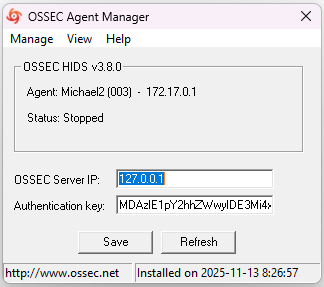 OSSEC Agent Manager
Manage View Help
OSSEC HIDS v3.8.0
Agent: Michael2 (003) - 172.17.0.1
Status: Stopped
OSSEC Server IP: 127.0.0.1
Authentication key: MDAzIE1pY2hhZWwyIDE3Mi4x
Save Refresh
http://www.ossec.net Installed on 2025-11-13 8:26:57